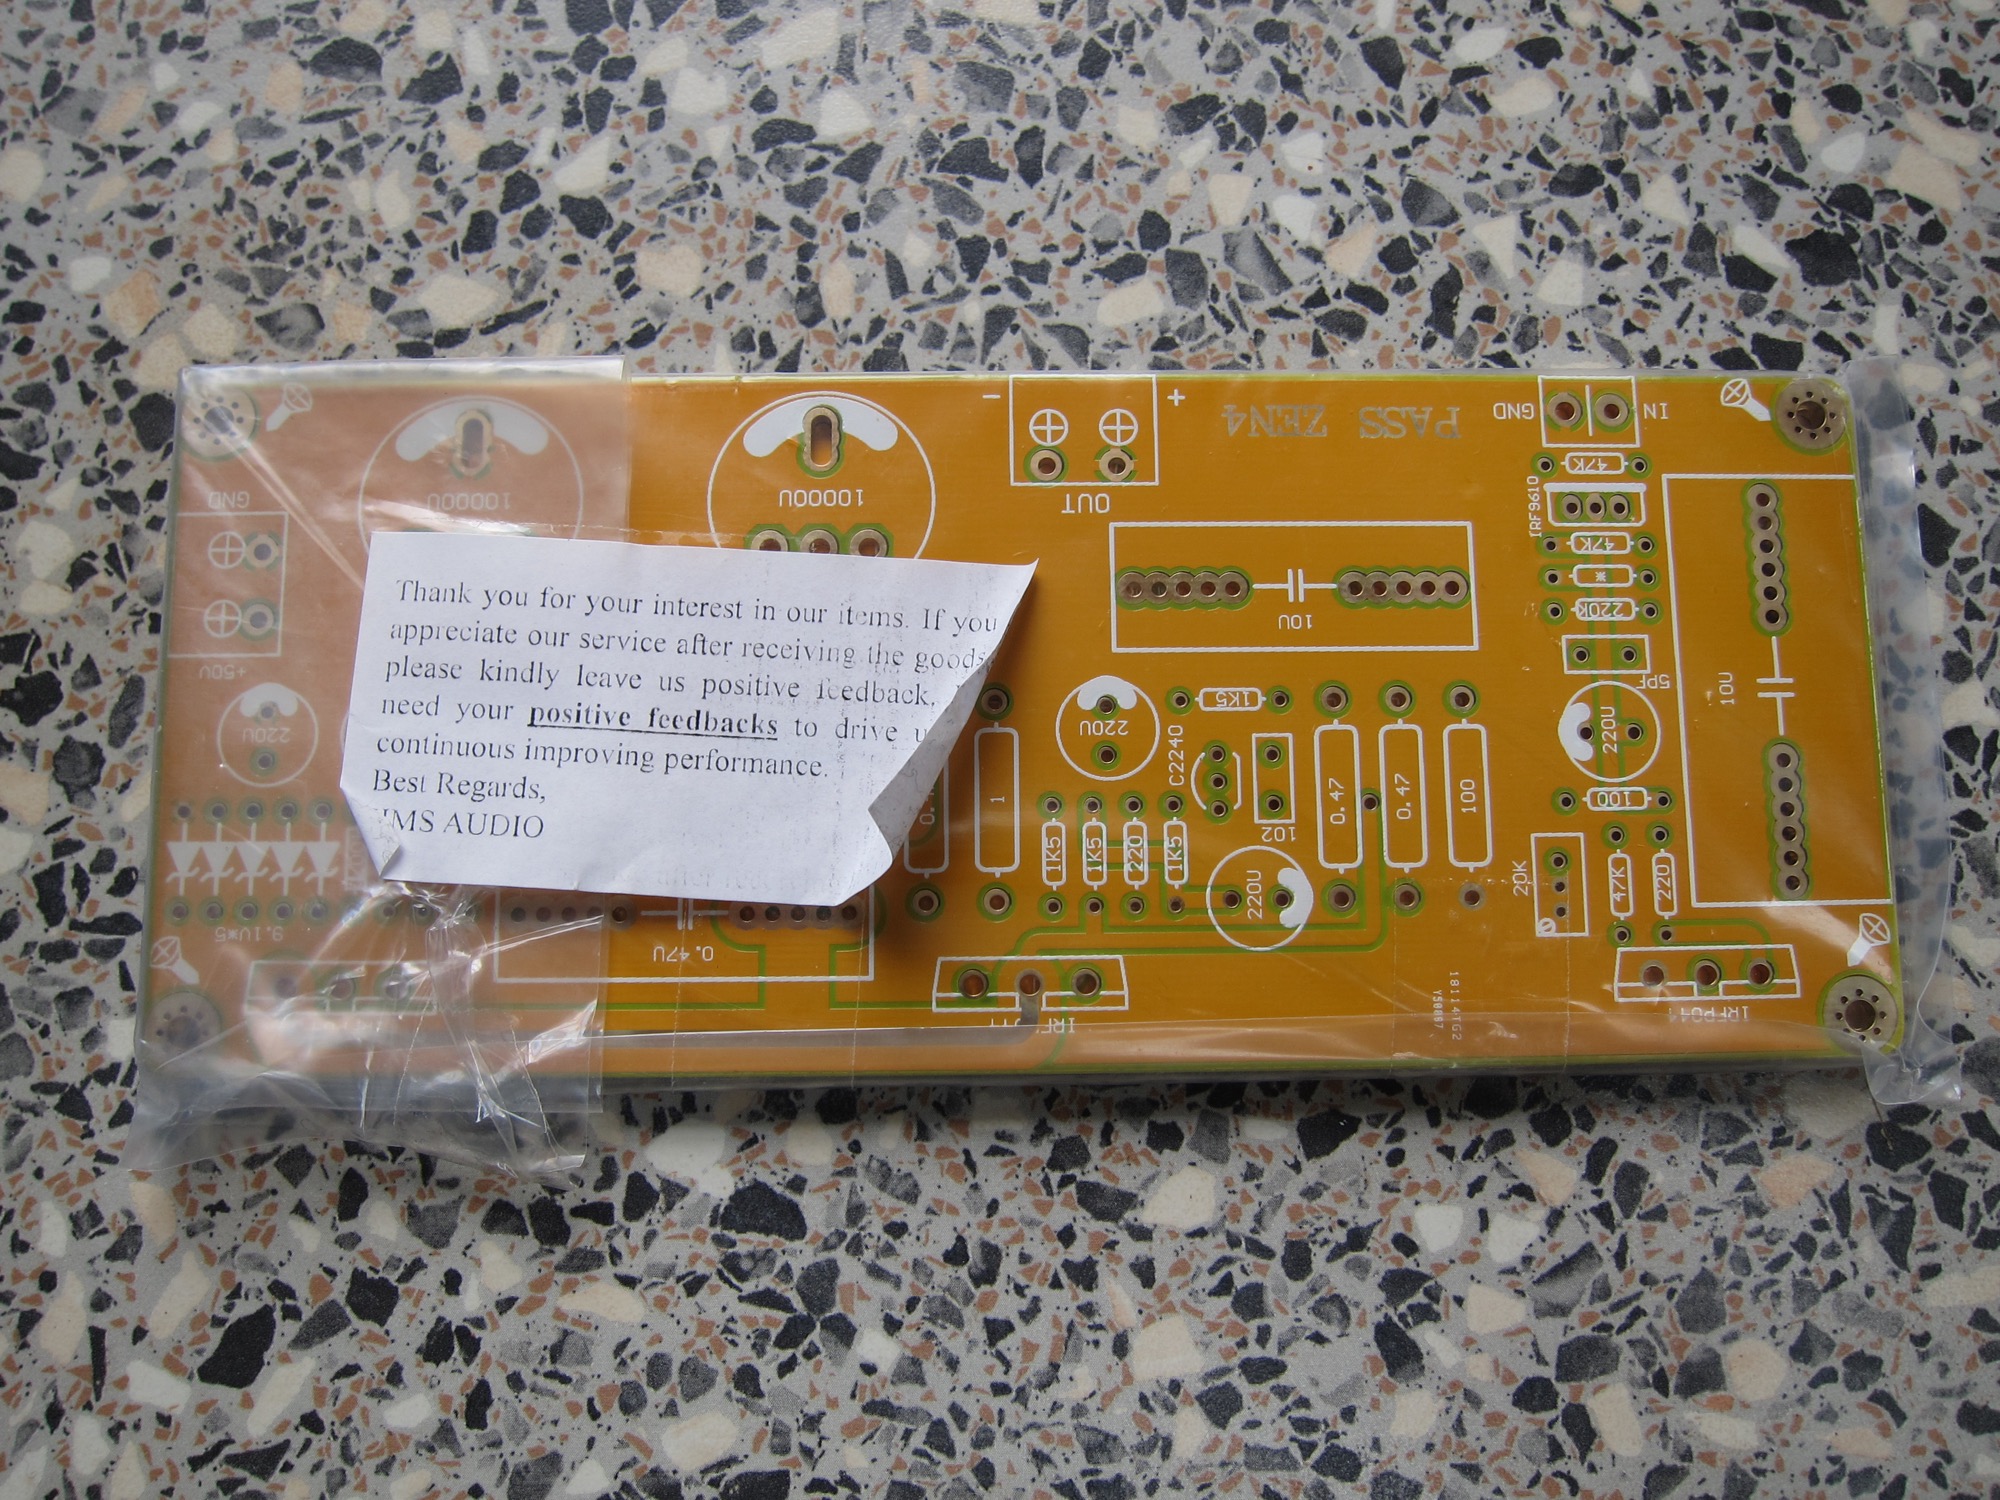 GND
10000U
10000U
- +
OUT
PASS ZEN4
GND IN
47K
IRF9610
47K
*
220K
5PF
+50V
10U
10U
220U
220U
1K5
220U
C2240
102
1
0.47
0.47
100
100
1K5
1K5
220
1K5
220U
20K
47K
220
9.1V*5
0.47U
18114TG2
Y50897
Thank you for your interest in our items. If you
appreciate our service after receiving the goods,
please kindly leave us positive feedback.
need your positive feedbacks to drive
continuous improving performance.
Best Regards,
AUDIO